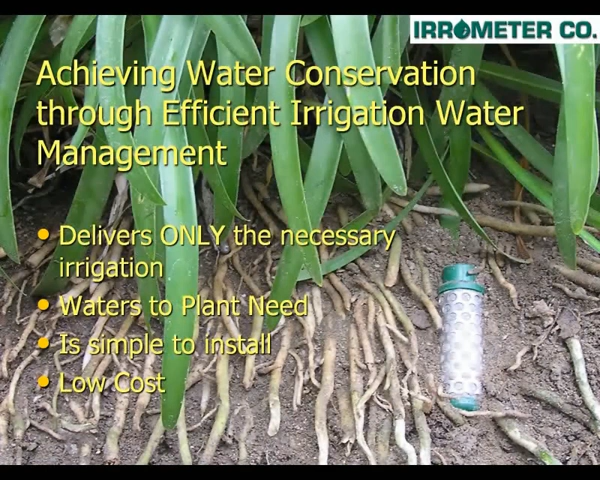 IRROMETER CO.
Achieving Water Conservation
through Efficient Irrigation Water
Management
• Delivers ONLY the necessary
irrigation
• Waters to Plant Need
• Is simple to install
• Low Cost